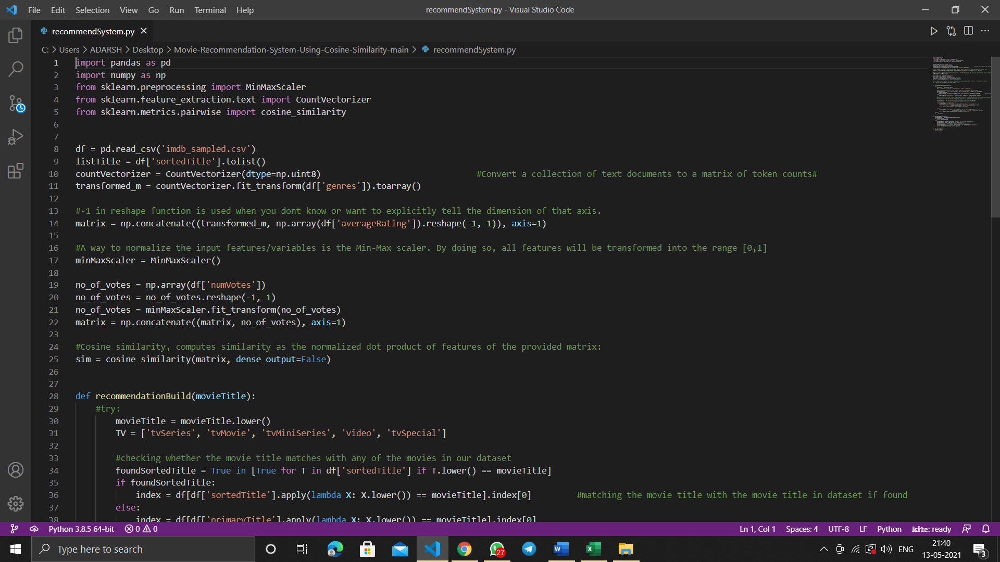 File Edit Selection View Go Run Terminal Help
recommendSystem.py - Visual Studio Code
recommendSystem.py
C: > Users > ADARSH > Desktop > Movie-Recommendation-System-Using-Cosine-Similarity-main > recommendSystem.py
1 import pandas as pd
2 import numpy as np
3 from sklearn.preprocessing import MinMaxScaler
4 from sklearn.feature_extraction.text import CountVectorizer
5 from sklearn.metrics.pairwise import cosine_similarity
6
7
8 df = pd.read_csv('imdb_sampled.csv')
9 listTitle = df['sortedTitle'].tolist()
10 countVectorizer = CountVectorizer(dtype=np.uint8) #Convert a collection of text documents to a matrix of token counts#
11 transformed_m = countVectorizer.fit_transform(df['genres']).toarray()
12
13 #-1 in reshape function is used when you dont know or want to explicitly tell the dimension of that axis.
14 matrix = np.concatenate((transformed_m, np.array(df['averageRating']).reshape(-1, 1)), axis=1)
15
16 #A way to normalize the input features/variables is the Min-Max scaler. By doing so, all features will be transformed into the range [0,1]
17 minMaxScaler = MinMaxScaler()
18
19 no_of_votes = np.array(df['numVotes'])
20 no_of_votes = no_of_votes.reshape(-1, 1)
21 no_of_votes = minMaxScaler.fit_transform(no_of_votes)
22 matrix = np.concatenate((matrix, no_of_votes), axis=1)
23
24 #Cosine similarity, computes similarity as the normalized dot product of features of the provided matrix:
25 sim = cosine_similarity(matrix, dense_output=False)
26
27
28 def recommendationBuild(movieTitle):
29 #try:
30 movieTitle = movieTitle.lower()
31 TV = ['tvSeries', 'tvMovie', 'tvMiniSeries', 'video', 'tvSpecial']
32
33 #checking whether the movie title matches with any of the movies in our dataset
34 foundSortedTitle = True in [True for T in df['sortedTitle'] if T.lower() == movieTitle]
35 if foundSortedTitle:
36 index = df[df['sortedTitle'].apply(lambda X: X.lower()) == movieTitle].index[0] #matching the movie title with the movie title in dataset if found
37 else:
38 index = df[df['primaryTitle'].apply(lambda X: X.lower()) == movieTitle].index[0]
Python 3.8.5 64-bit 0 0 Ln 1, Col 1 Spaces: 4 UTF-8 LF Python kite: ready
Type here to search
27
W
X
ENG
21:40
13-05-2021
3